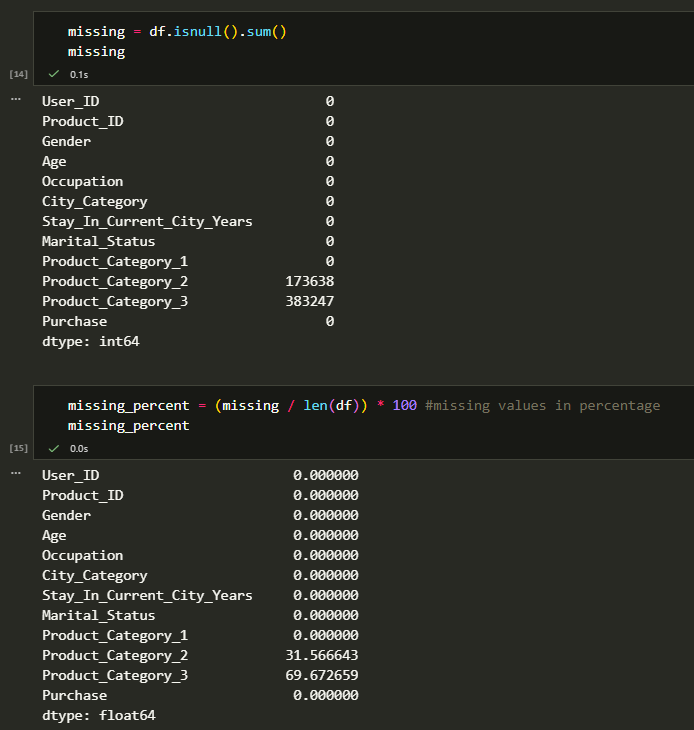 missing = df.isnull().sum()
missing
[14]
✓ 0.1s
...
User_ID 0
Product_ID 0
Gender 0
Age 0
Occupation 0
City_Category 0
Stay_In_Current_City_Years 0
Marital_Status 0
Product_Category_1 0
Product_Category_2 173638
Product_Category_3 383247
Purchase 0
dtype: int64
missing_percent = (missing / len(df)) * 100 #missing values in percentage
missing_percent
[15]
✓ 0.0s
...
User_ID 0.000000
Product_ID 0.000000
Gender 0.000000
Age 0.000000
Occupation 0.000000
City_Category 0.000000
Stay_In_Current_City_Years 0.000000
Marital_Status 0.000000
Product_Category_1 0.000000
Product_Category_2 31.566643
Product_Category_3 69.672659
Purchase 0.000000
dtype: float64